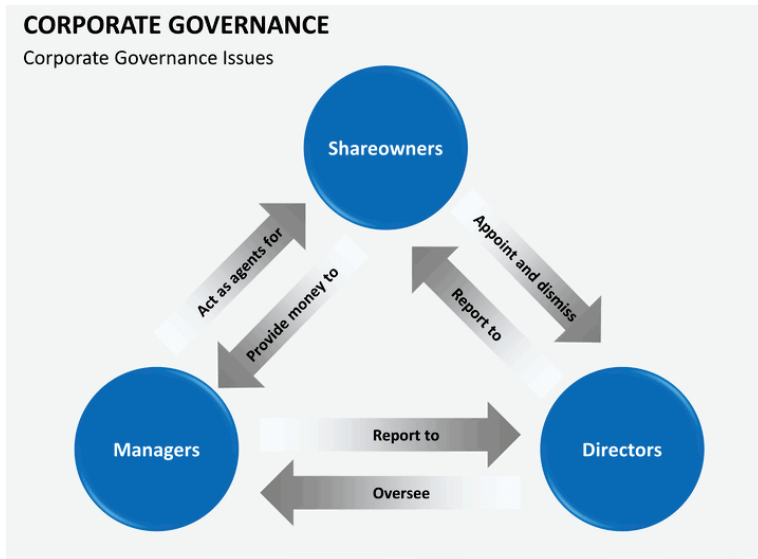 CORPORATE GOVERNANCE
Corporate Governance Issues
Shareowners
Act as agents for
Provide money to
Appoint and dismiss
Report to
Managers
Report to
Oversee
Directors